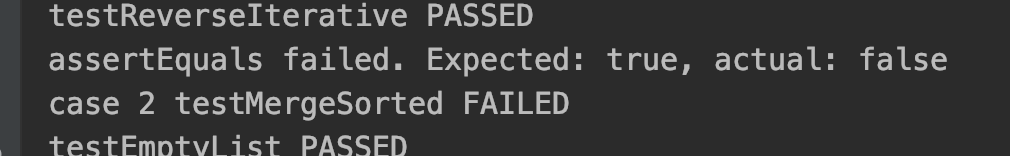 testReverseIterative PASSED
assertEquals failed. Expected: true, actual: false
case 2 testMergeSorted FAILED
testEmptyList PASSED